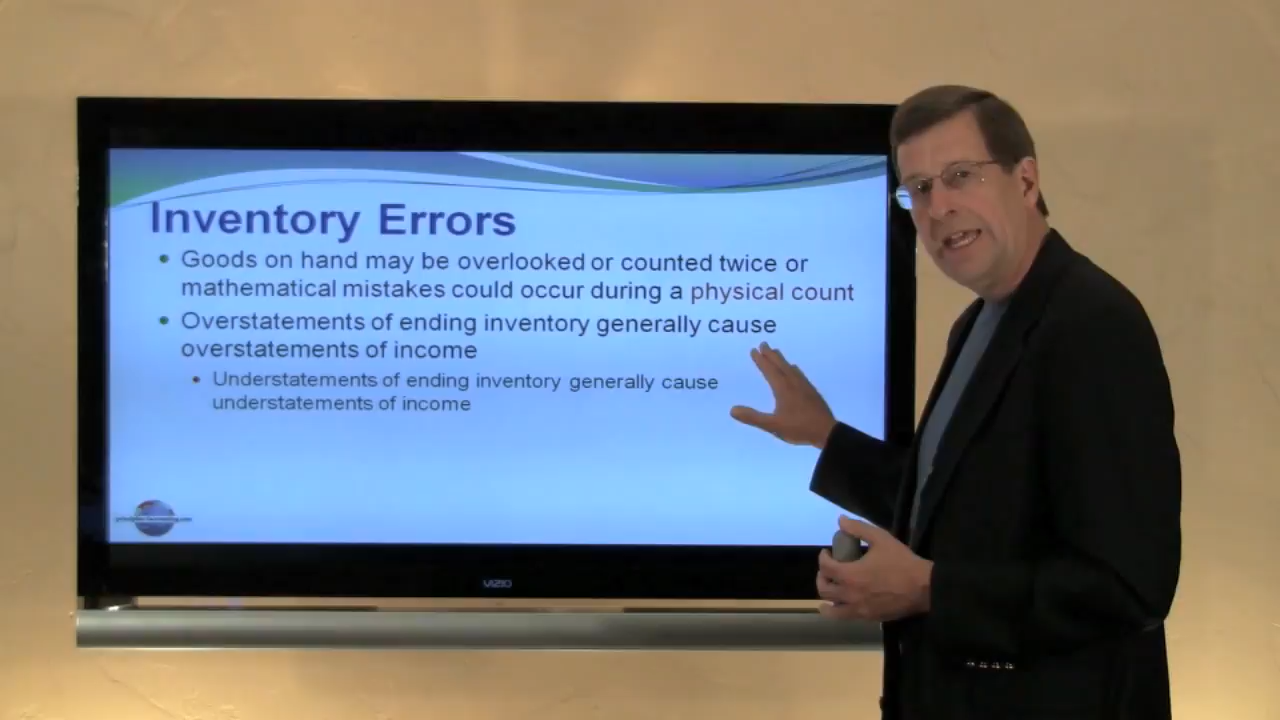 Inventory Errors
Goods on hand may be overlooked or counted twice or
mathematical mistakes could occur during a physical count
Overstatements of ending inventory generally cause
overstatements of income
Understatements of ending inventory generally cause
understatements of income
VIZIO